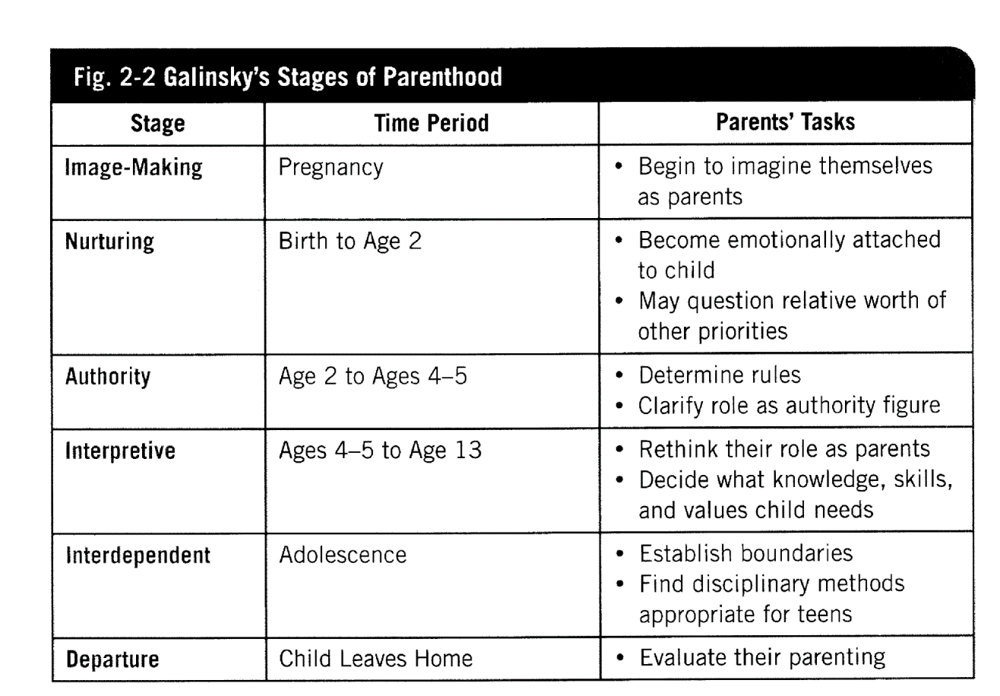 Fig. 2-2 Galinsky's Stages of Parenthood
Stage Time Period Parents' Tasks
Image-Making Pregnancy • Begin to imagine themselves
as parents
Nurturing Birth to Age 2 • Become emotionally attached
to child
• May question relative worth of
other priorities
Authority Age 2 to Ages 4–5 • Determine rules
• Clarify role as authority figure
Interpretive Ages 4–5 to Age 13 • Rethink their role as parents
• Decide what knowledge, skills,
and values child needs
Interdependent Adolescence • Establish boundaries
• Find disciplinary methods
appropriate for teens
Departure Child Leaves Home • Evaluate their parenting